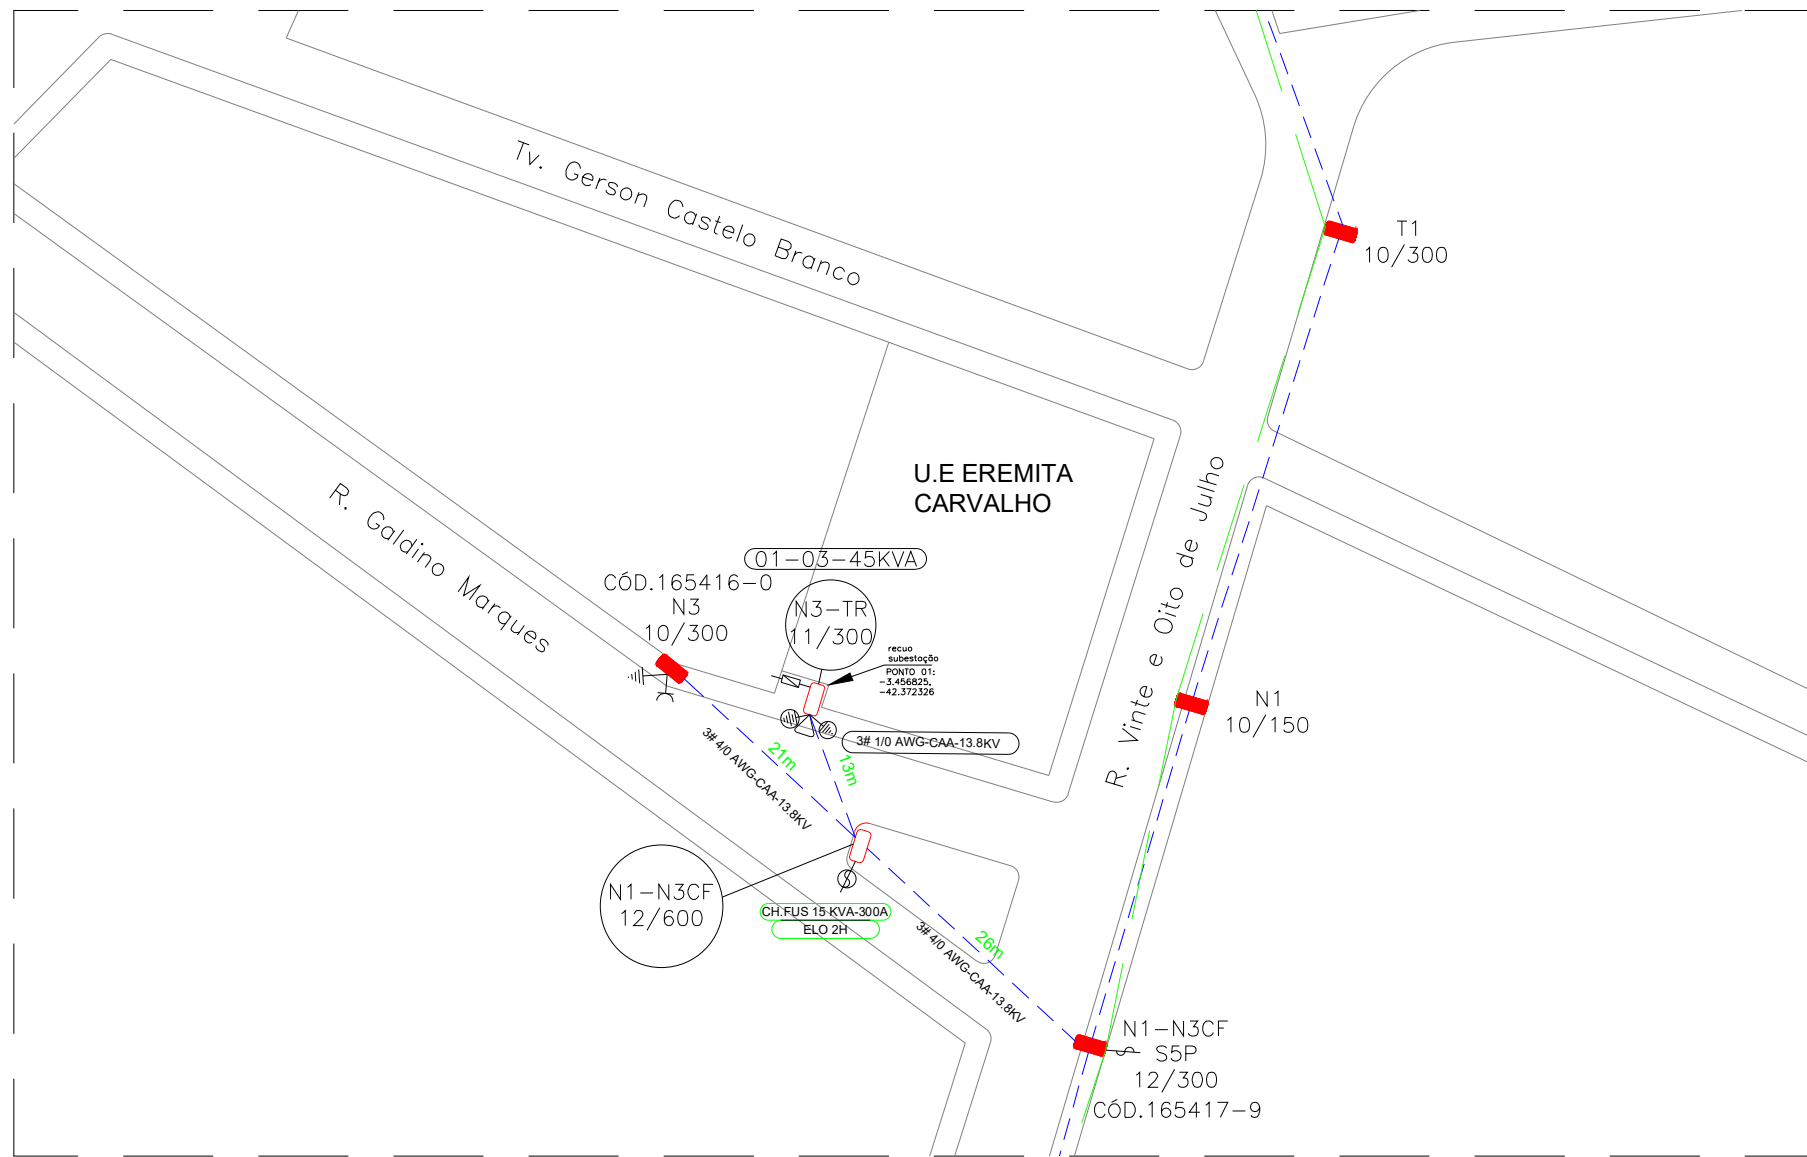 Tv. Gerson Castelo Branco
T1
10/300
U.E EREMITA
CARVALHO
R. Galdino Marques
R. Vinte e Oito de Julho
01-03-45KVA
CÓD.165416-0
N3
10/300
N3-TR
11/300
recuo
subestação
PONTO 01:
-3.456825,
-42.372326
N1
10/150
3# 1/0 AWG-CAA-13.8KV
21m
13m
3# 4/0 AWG-CAA-13.8KV
N1-N3CF
12/600
CH.FUS 15 KVA-300A
ELO 2H
26m
3# 4/0 AWG-CAA-13.8KV
N1-N3CF
S5P
12/300
CÓD.165417-9